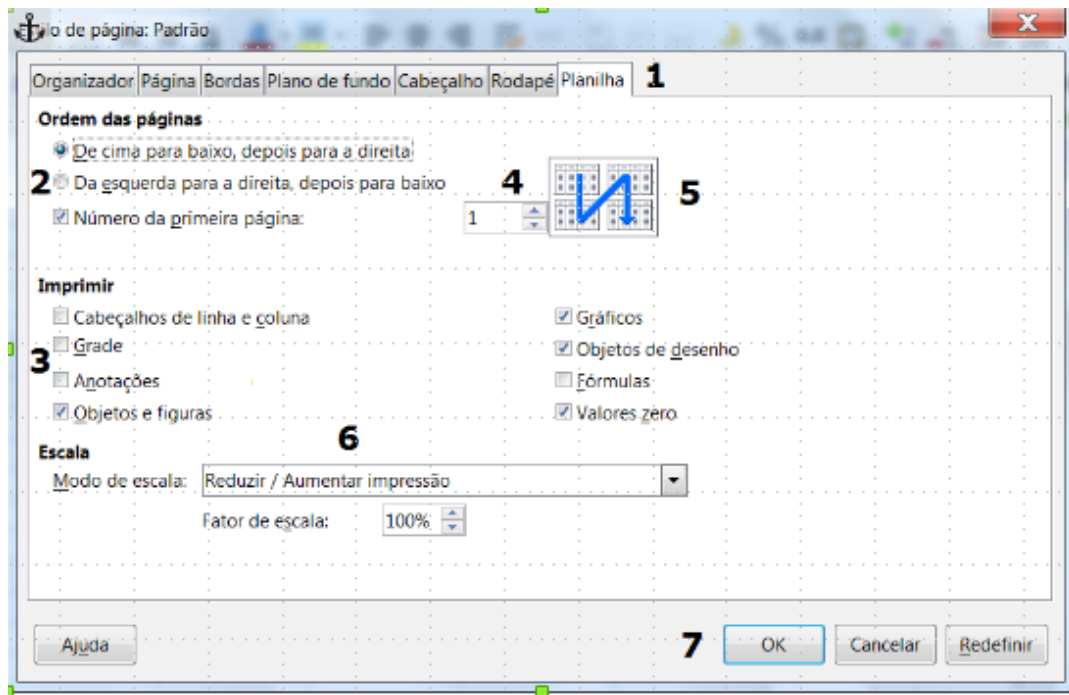 ilo de página: Padrão
Organizador Página Bordas Plano de fundo Cabeçalho Rodapé Planilha 1
Ordem das páginas
De cima para baixo, depois para a direita
2 Da esquerda para a direita, depois para baixo 4 5
Número da primeira página: 1
Imprimir
Cabeçalhos de linha e coluna Gráficos
3 Grade Objetos de desenho
Anotações Fórmulas
Objetos e figuras Valores zero
6
Escala
Modo de escala: Reduzir / Aumentar impressão
Fator de escala: 100%
Ajuda 7 OK Cancelar Redefinir